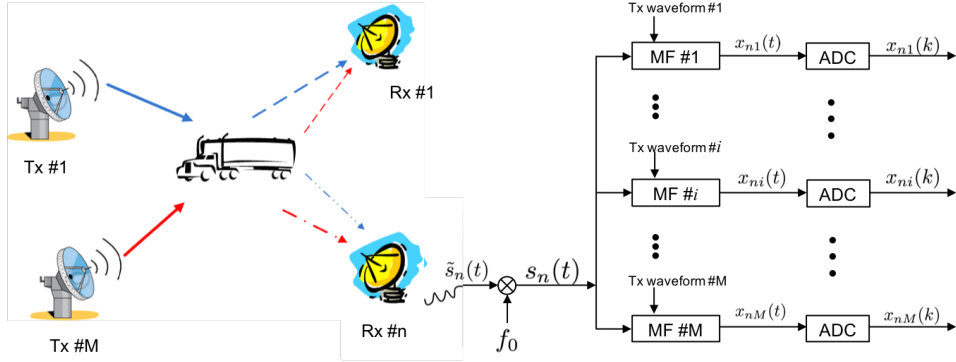 Tx #1
Tx #M
Rx #1
Rx #n
s̃_n(t)
f_0
s_n(t)
Tx waveform #1
MF #1
x_{n1}(t)
ADC
x_{n1}(k)
Tx waveform #i
MF #i
x_{ni}(t)
ADC
x_{ni}(k)
Tx waveform #M
MF #M
x_{nM}(t)
ADC
x_{nM}(k)